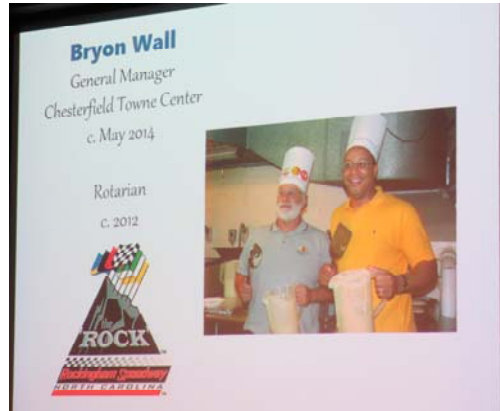 Bryon Wall
General Manager
Chesterfield Towne Center
c. May 2014
Rotarian
c. 2012
the
ROCK
Rockingham Speedway
NORTH CAROLINA